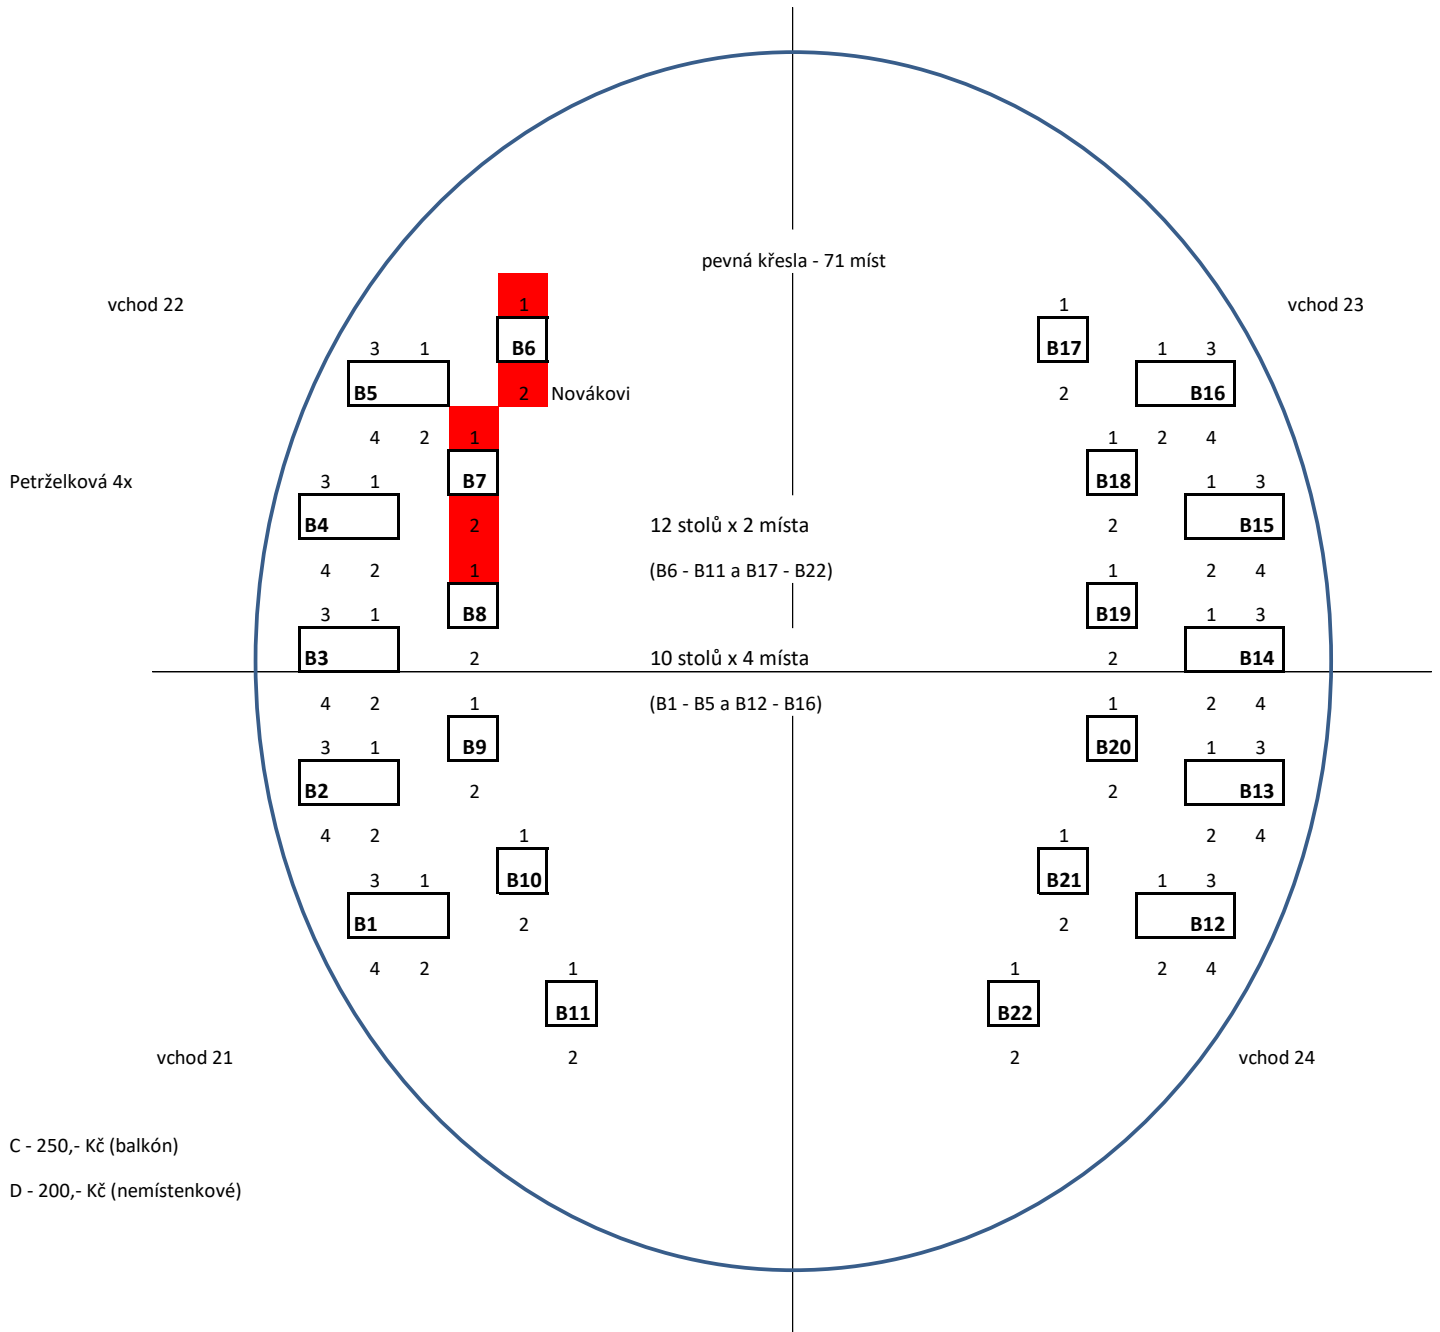 pevná křesla - 71 míst
vchod 22 1 1 vchod 23
3 1 B6 B17 1 3
B5 2 Novákovi 2 B16
4 2 1 1 2 4
Petrželková 4x 3 1 B7 B18 1 3
B4 2 12 stolů x 2 místa 2 B15
4 2 1 (B6 - B11 a B17 - B22) 1 2 4
3 1 B8 B19 1 3
B3 2 10 stolů x 4 místa 2 B14
4 2 1 (B1 - B5 a B12 - B16) 1 2 4
3 1 B9 B20 1 3
B2 2 2 B13
4 2 1 1 2 4
3 1 B10 B21 1 3
B1 2 2 B12
4 2 1 1 2 4
B11 B22
vchod 21 2 2 vchod 24
C - 250,- Kč (balkón)
D - 200,- Kč (nemístenkové)